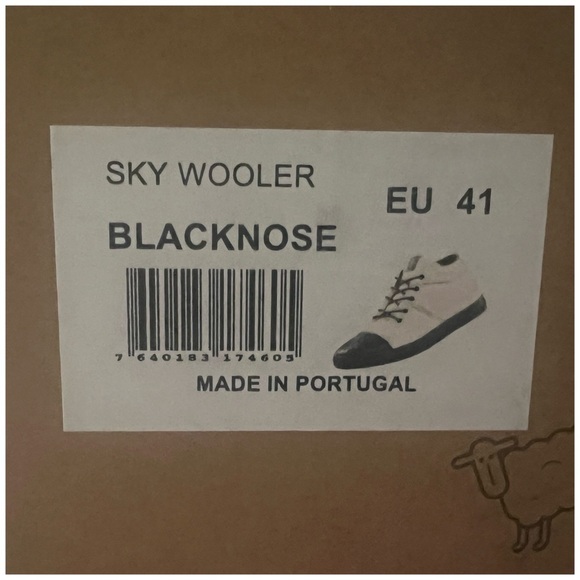 SKY WOOLER
EU 41
BLACKNOSE
7 640183 174605
MADE IN PORTUGAL